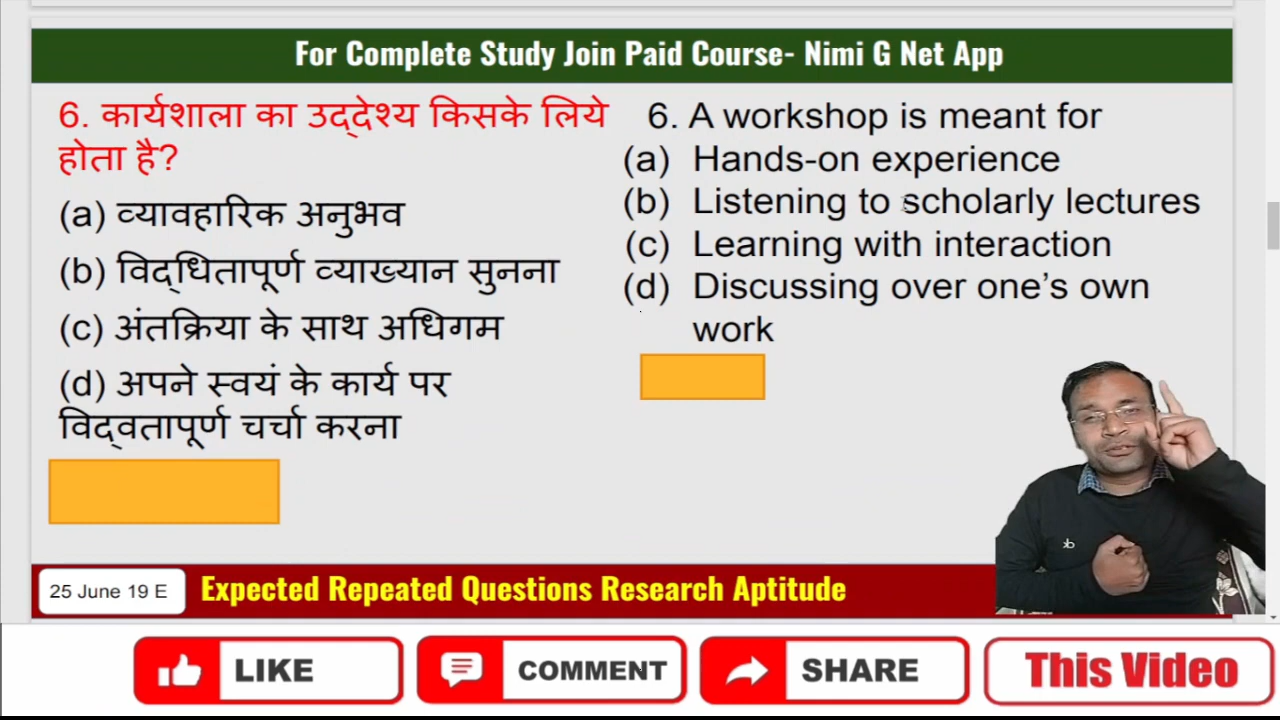 For Complete Study Join Paid Course- Nimi G Net App
6. कार्यशाला का उद्देश्य किसके लिये
होता है?
(a) व्यावहारिक अनुभव
(b) विद्धितापूर्ण व्याख्यान सुनना
(c) अंतक्रिया के साथ अधिगम
(d) अपने स्वयं के कार्य पर
विद्वतापूर्ण चर्चा करना
6. A workshop is meant for
(a) Hands-on experience
(b) Listening to scholarly lectures
(c) Learning with interaction
(d) Discussing over one's own
work
25 June 19 E
Expected Repeated Questions Research Aptitude
LIKE
COMMENT
SHARE
This Video